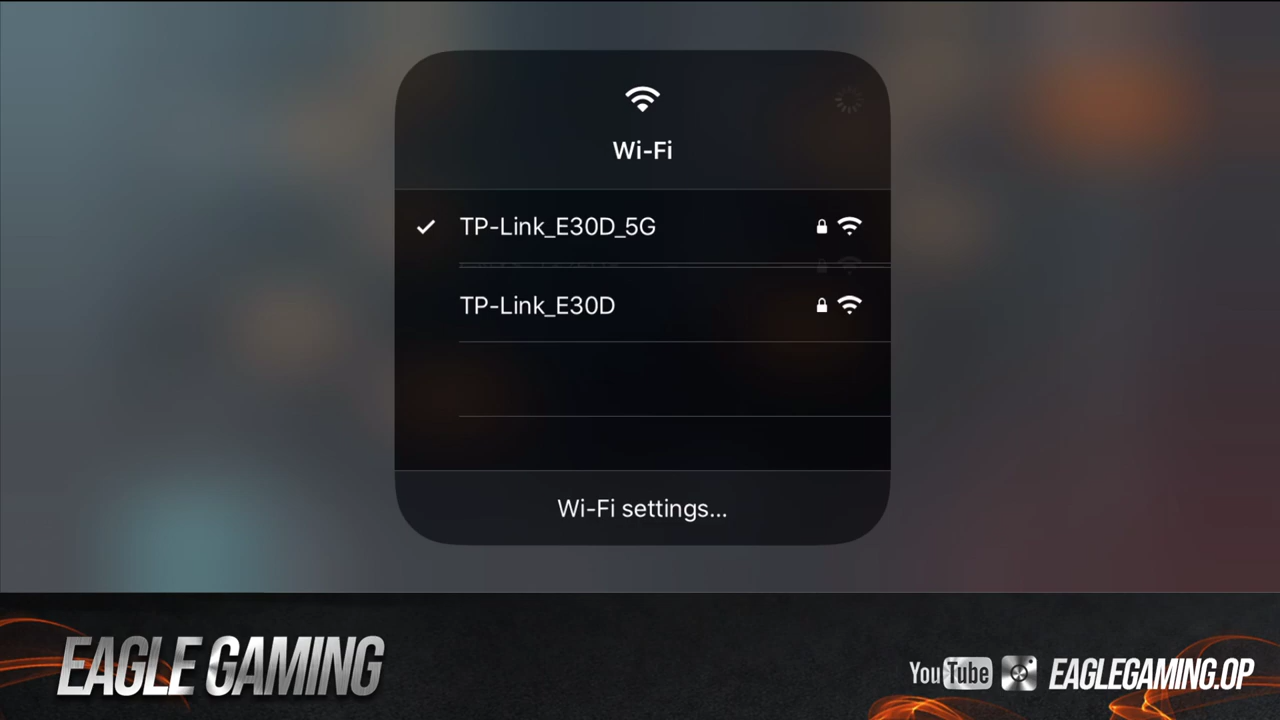 Wi-Fi
TP-Link_E30D_5G
TP-Link_E30D
Wi-Fi settings...
EAGLE GAMING
YouTube EAGLEGAMING.OP